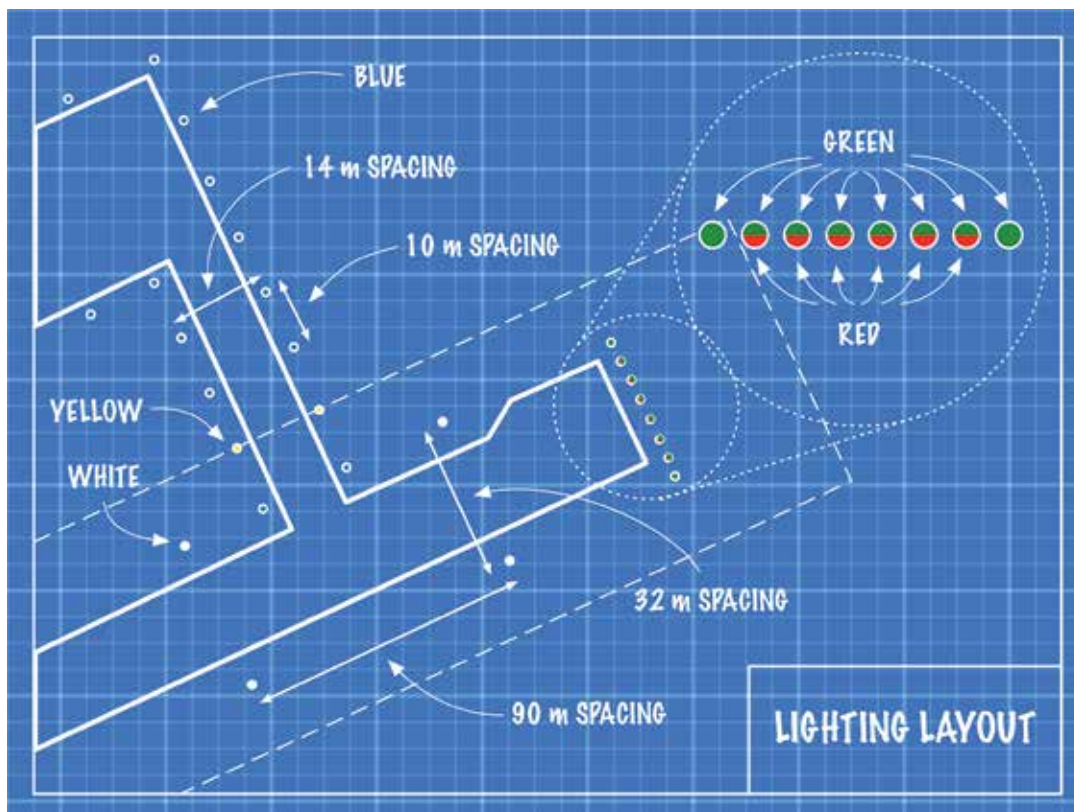 BLUE
GREEN
14 m SPACING
10 m SPACING
RED
YELLOW
WHITE
32 m SPACING
90 m SPACING
LIGHTING LAYOUT